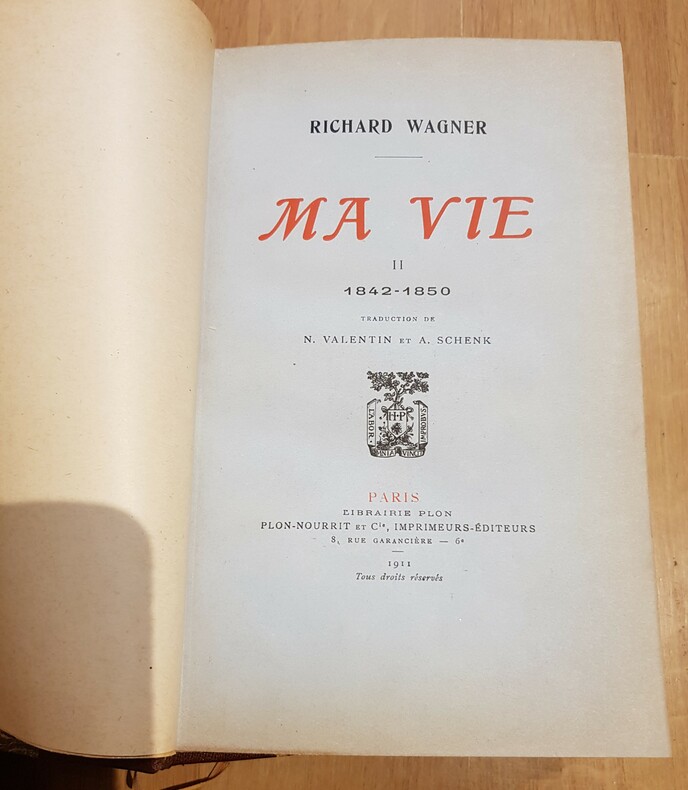 RICHARD WAGNER
MA VIE
II
1842-1850
TRADUCTION DE
N. VALENTIN ET A. SCHENK
LABOR
H·P
IMPROBVS
OMNIA VINCIT
PARIS
LIBRAIRIE PLON
PLON-NOURRIT ET Cie, IMPRIMEURS-ÉDITEURS
8, RUE GARANCIÈRE — 6e
1911
Tous droits réservés